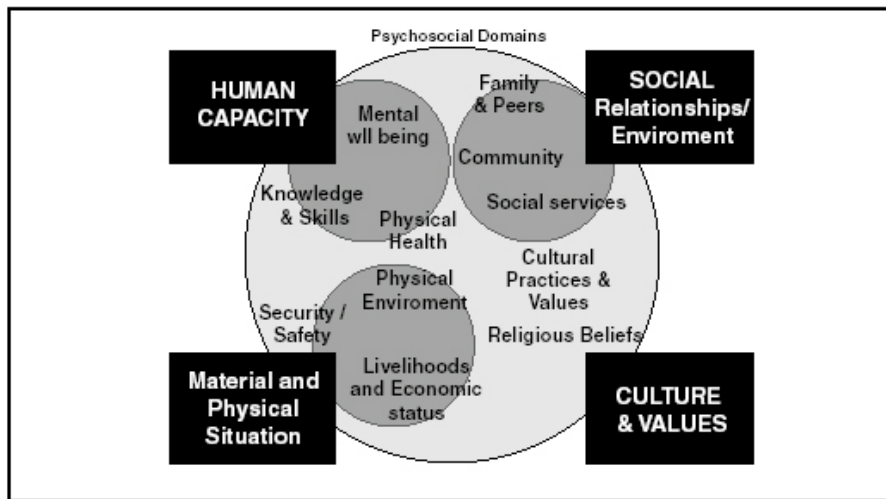 Psychosocial Domains
HUMAN
CAPACITY
Mental
wll being
Knowledge
& Skills
Physical
Health
Family
& Peers
Community
Social services
SOCIAL
Relationships/
Enviroment
Physical
Enviroment
Security /
Safety
Livelihoods
and Economic
status
Material and
Physical
Situation
Cultural
Practices &
Values
Religious Beliefs
CULTURE
& VALUES